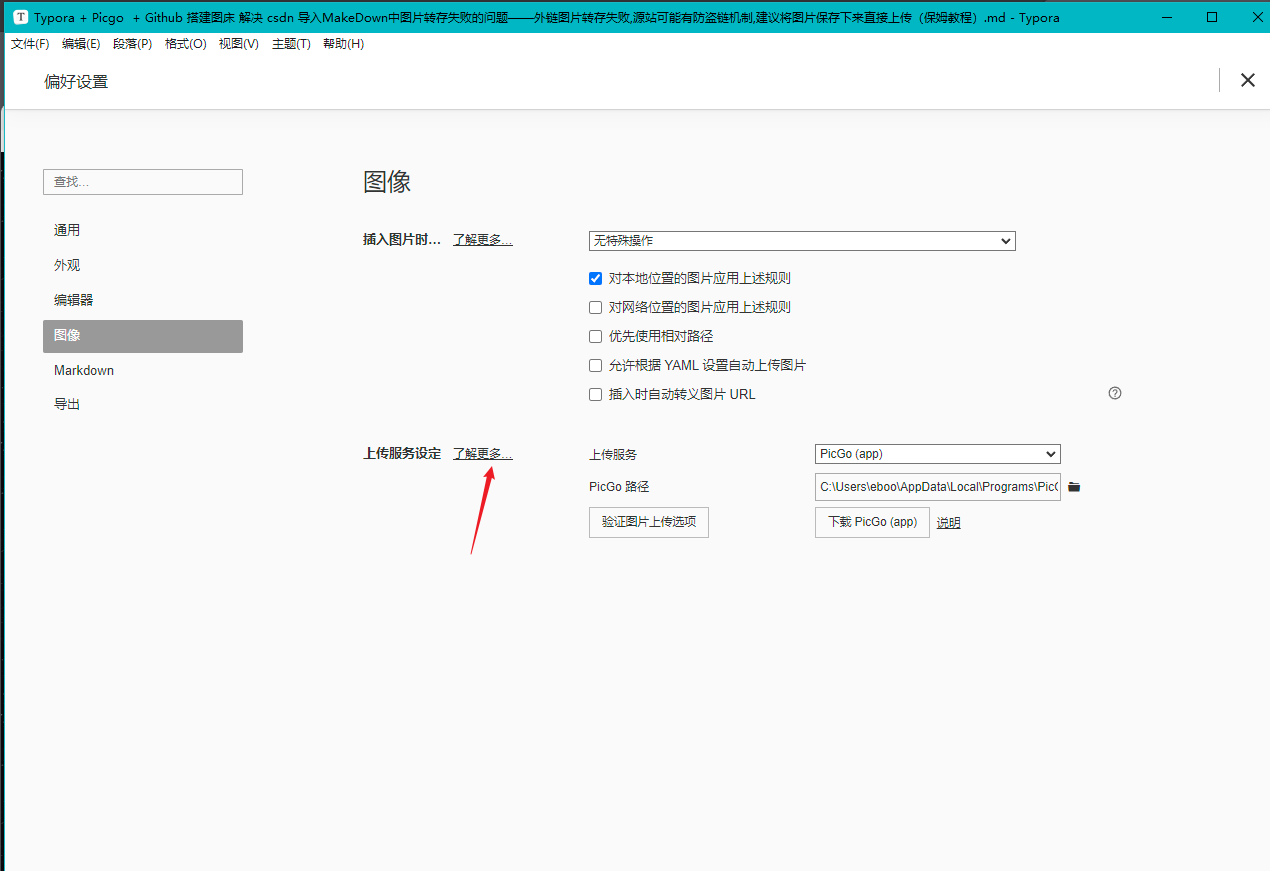 T Typora + Picgo + Github 搭建图床 解决 csdn 导入MakeDown中图片转存失败的问题——外链图片转存失败,源站可能有防盗链机制,建议将图片保存下来直接上传（保姆教程）.md - Typora
文件(F) 编辑(E) 段落(P) 格式(O) 视图(V) 主题(T) 帮助(H)
偏好设置
查找...
通用
外观
编辑器
图像
Markdown
导出
图像
插入图片时... 了解更多... 无特殊操作
对本地位置的图片应用上述规则
对网络位置的图片应用上述规则
优先使用相对路径
允许根据 YAML 设置自动上传图片
插入时自动转义图片 URL
上传服务设定 了解更多... 上传服务 PicGo (app)
PicGo 路径 C:\Users\eboo\AppData\Local\Programs\PicG
验证图片上传选项 下载 PicGo (app) 说明